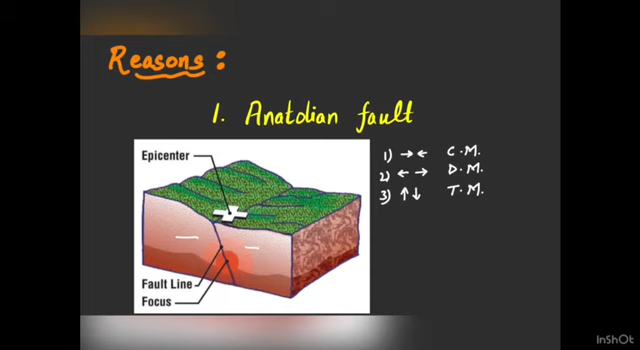 Reasons :
1. Anatolian fault
Epicenter
1) → ← C.M.
2) ← → D.M.
3) ↑↓ T.M.
Fault Line
Focus
InShOt